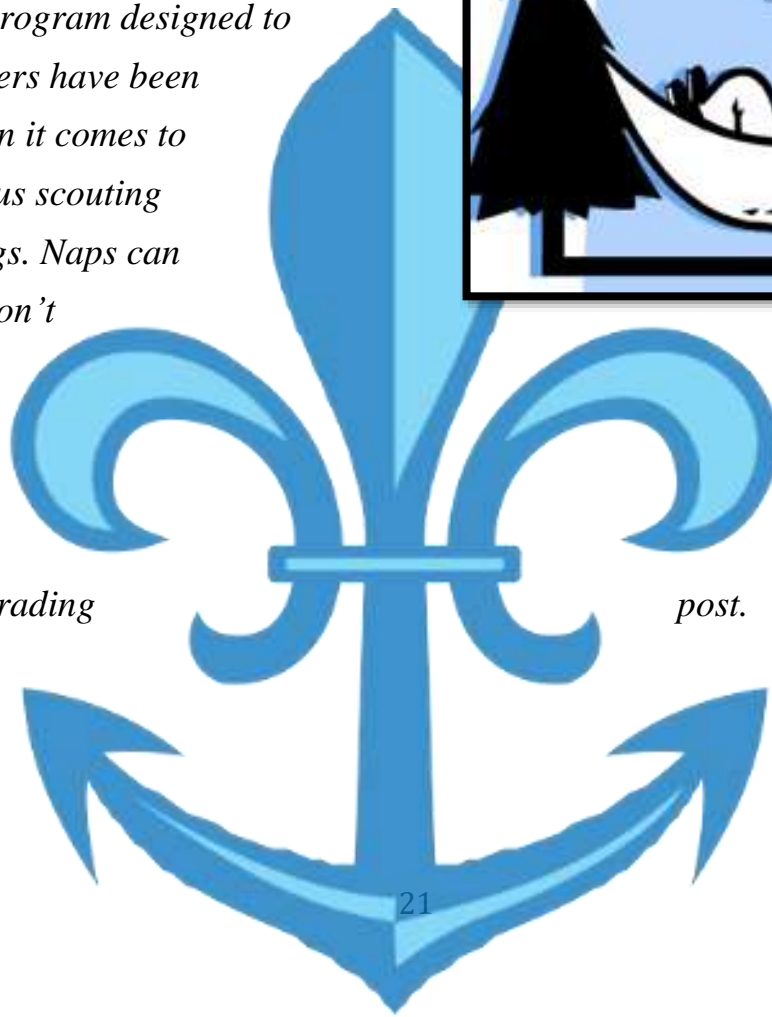 rogram designed to
ers have been
n it comes to
us scouting
gs. Naps can
on't
rading post.
21